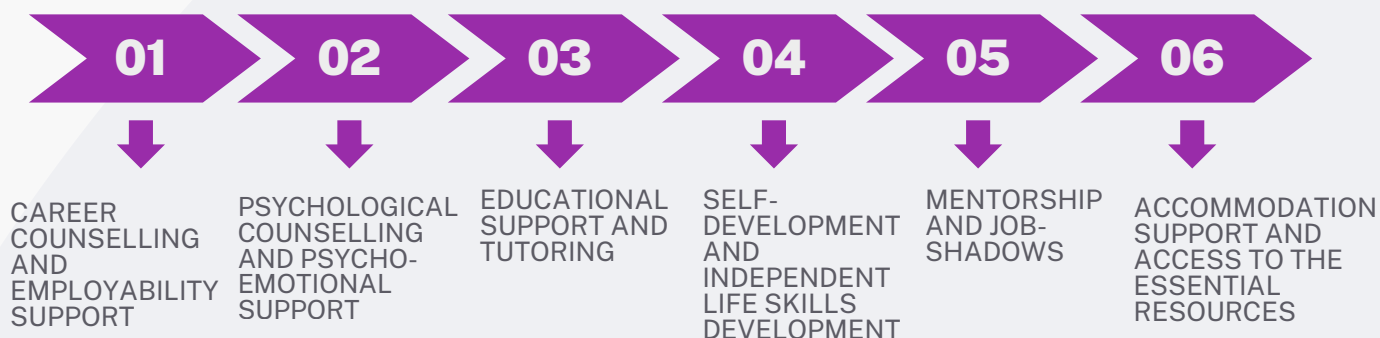 01
02
03
04
05
06
CAREER
COUNSELLING
AND
EMPLOYABILITY
SUPPORT
PSYCHOLOGICAL
COUNSELLING
AND PSYCHO-
EMOTIONAL
SUPPORT
EDUCATIONAL
SUPPORT AND
TUTORING
SELF-
DEVELOPMENT
AND
INDEPENDENT
LIFE SKILLS
DEVELOPMENT
MENTORSHIP
AND JOB-
SHADOWS
ACCOMMODATION
SUPPORT AND
ACCESS TO THE
ESSENTIAL
RESOURCES